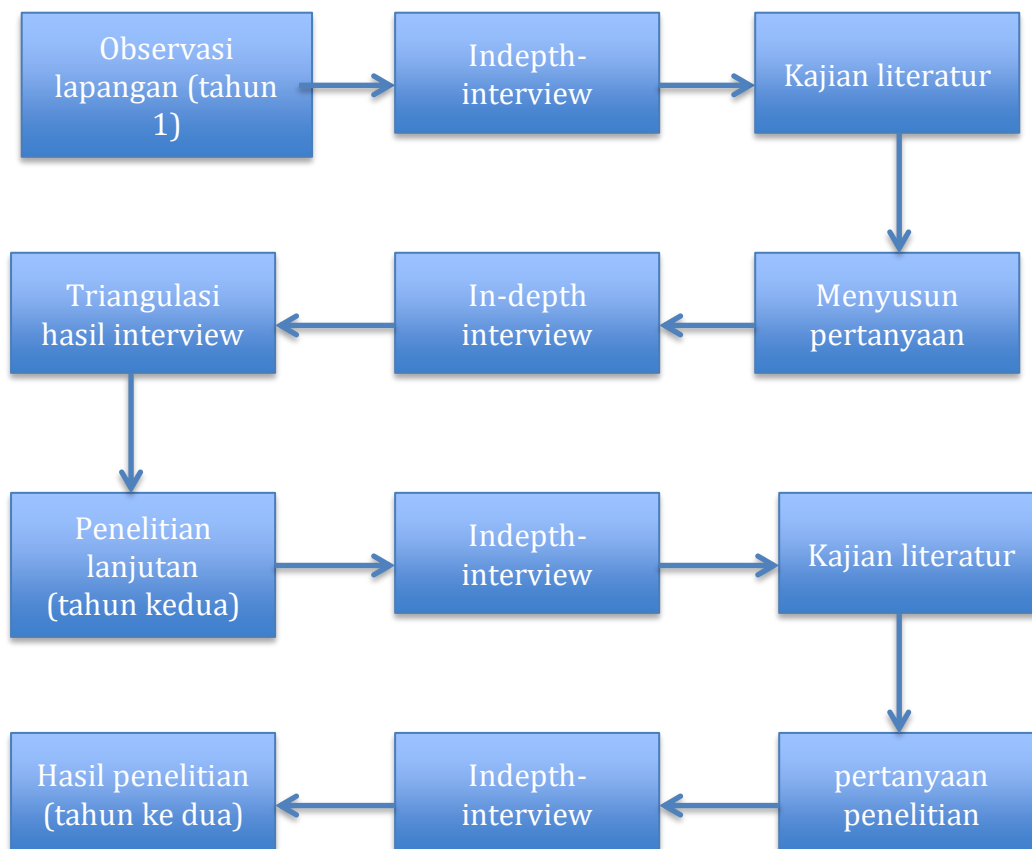 Observasi
lapangan (tahun
1)
Indepth-
interview
Kajian literatur
Menyusun
pertanyaan
In-depth
interview
Triangulasi
hasil interview
Penelitian
lanjutan
(tahun kedua)
Indepth-
interview
Kajian literatur
pertanyaan
penelitian
Indepth-
interview
Hasil penelitian
(tahun ke dua)